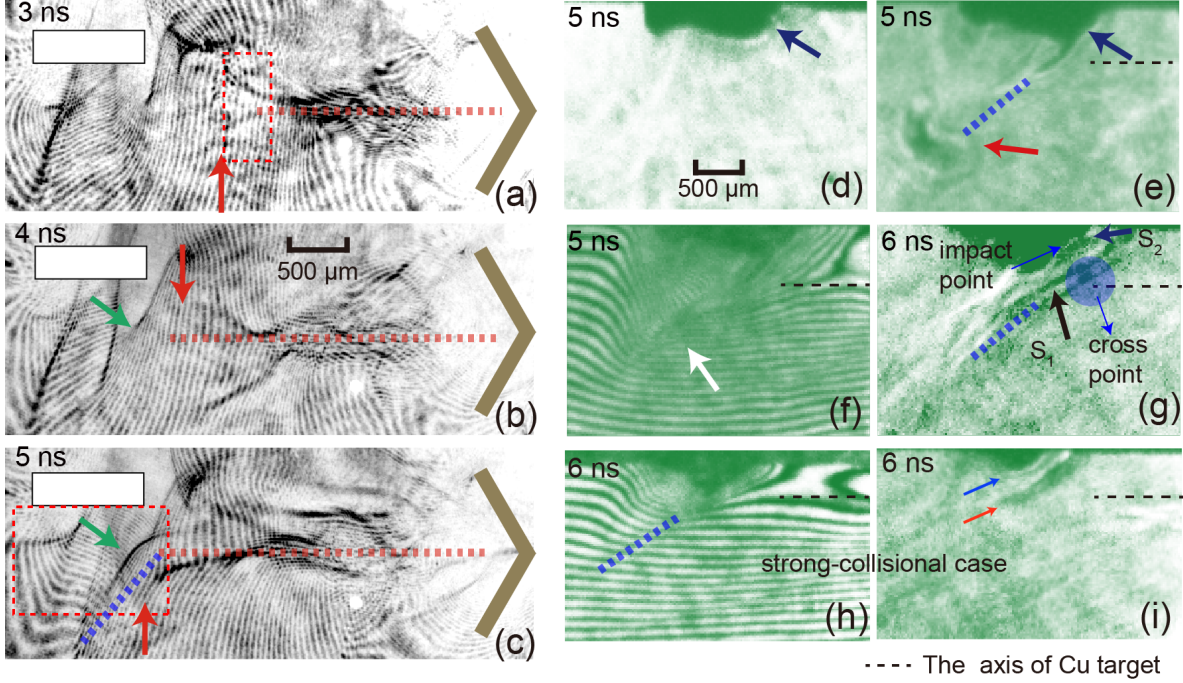 3 ns
(a)
4 ns
500 µm
(b)
5 ns
(c)
5 ns
500 µm
(d)
5 ns
(e)
5 ns
(f)
6 ns
impact
point
S2
S1
cross
point
(g)
6 ns
(h)
6 ns
(i)
strong-collisional case
The axis of Cu target